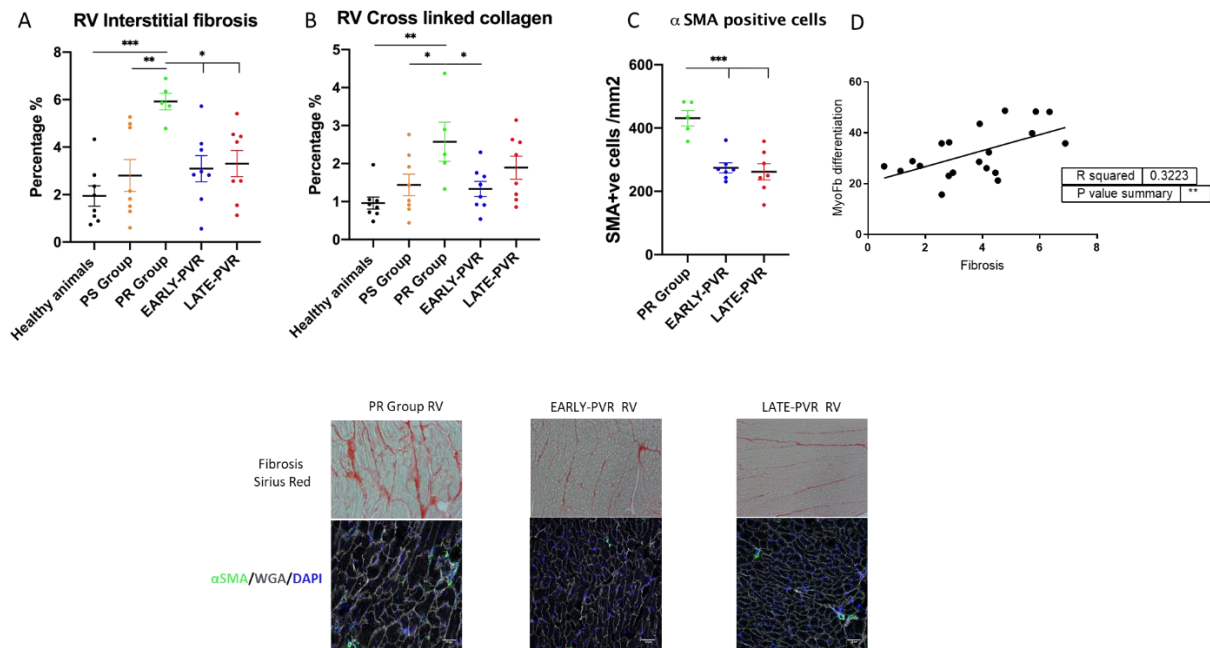 A
RV Interstitial fibrosis
Percentage %
8
6
4
2
0
***
**
*
Healthy animals
PS Group
PR Group
EARLY-PVR
LATE-PVR
B
RV Cross linked collagen
Percentage %
5
4
3
2
1
0
**
*
*
Healthy animals
PS Group
PR Group
EARLY-PVR
LATE-PVR
C
α SMA positive cells
SMA+ve cells /mm2
600
400
200
0
***
PR Group
EARLY-PVR
LATE-PVR
D
MyoFb differentiation
60
40
20
0
0 2 4 6 8
Fibrosis
R squared 0.3223
P value summary **
PR Group RV
EARLY-PVR RV
LATE-PVR RV
Fibrosis
Sirius Red
αSMA/WGA/DAPI